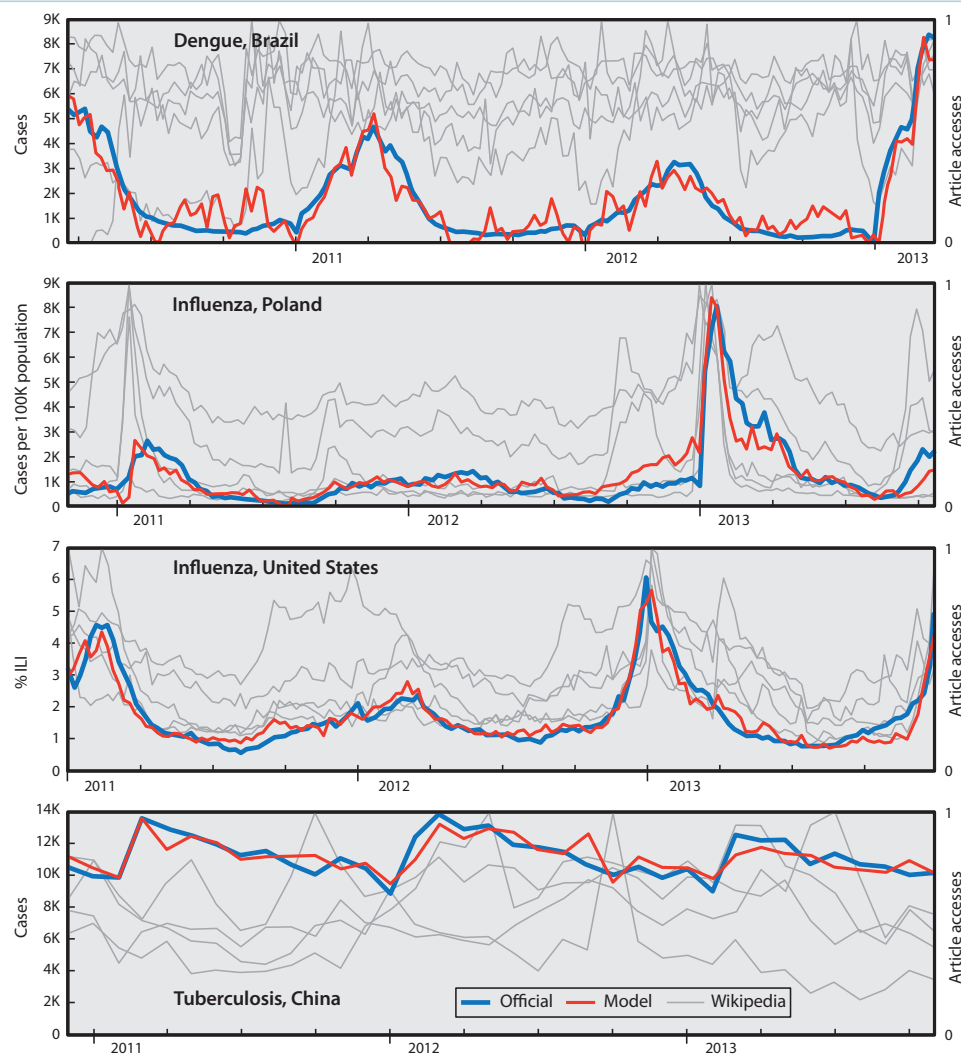 Dengue, Brazil
Cases
9K
8K
7K
6K
5K
4K
3K
2K
1K
0
1
0
Article accesses
2011
2012
2013
Influenza, Poland
Cases per 100K population
9K
8K
7K
6K
5K
4K
3K
2K
1K
0
1
0
Article accesses
2011
2012
2013
Influenza, United States
% ILI
7
6
5
4
3
2
1
0
1
0
Article accesses
2011
2012
2013
Tuberculosis, China
Cases
14K
12K
10K
8K
6K
4K
2K
0
1
0
Article accesses
Official Model Wikipedia
2011
2012
2013